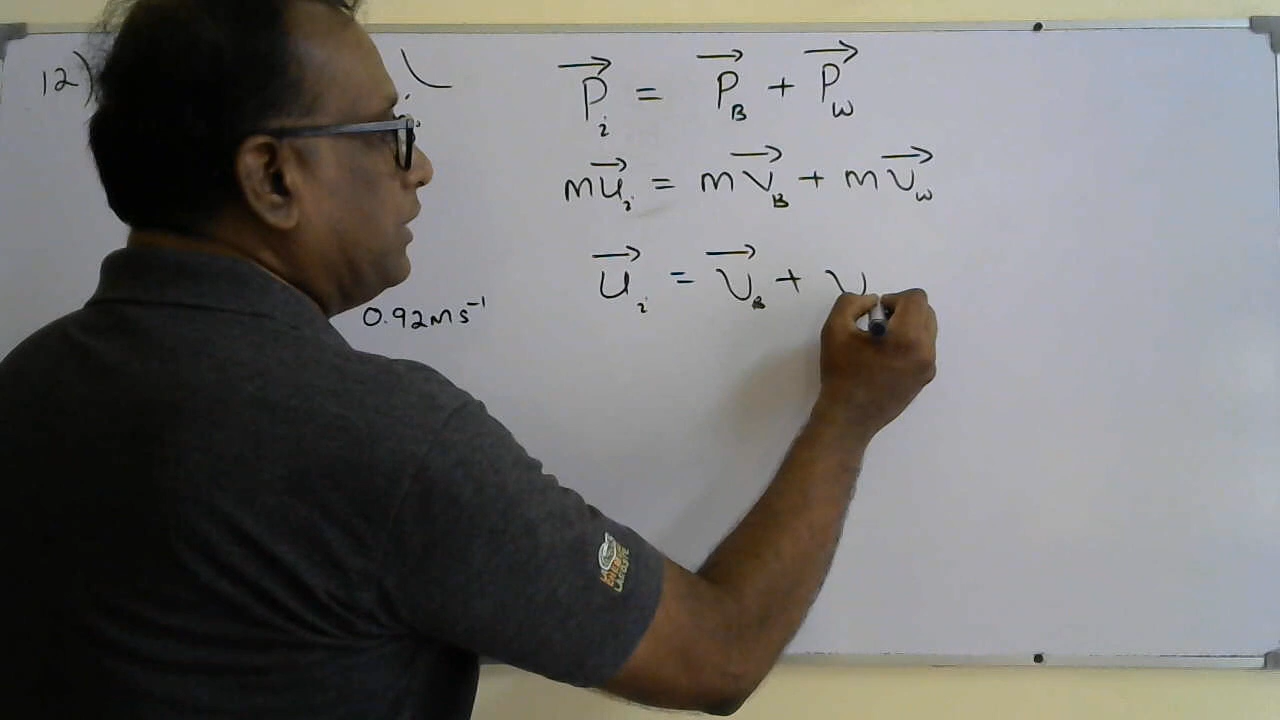 12)
P⃗ᵢ = P⃗_B + P⃗_W
mu⃗ᵢ = mv⃗_B + mv⃗_W
u⃗ᵢ = v⃗_B + v
0.92ms⁻¹